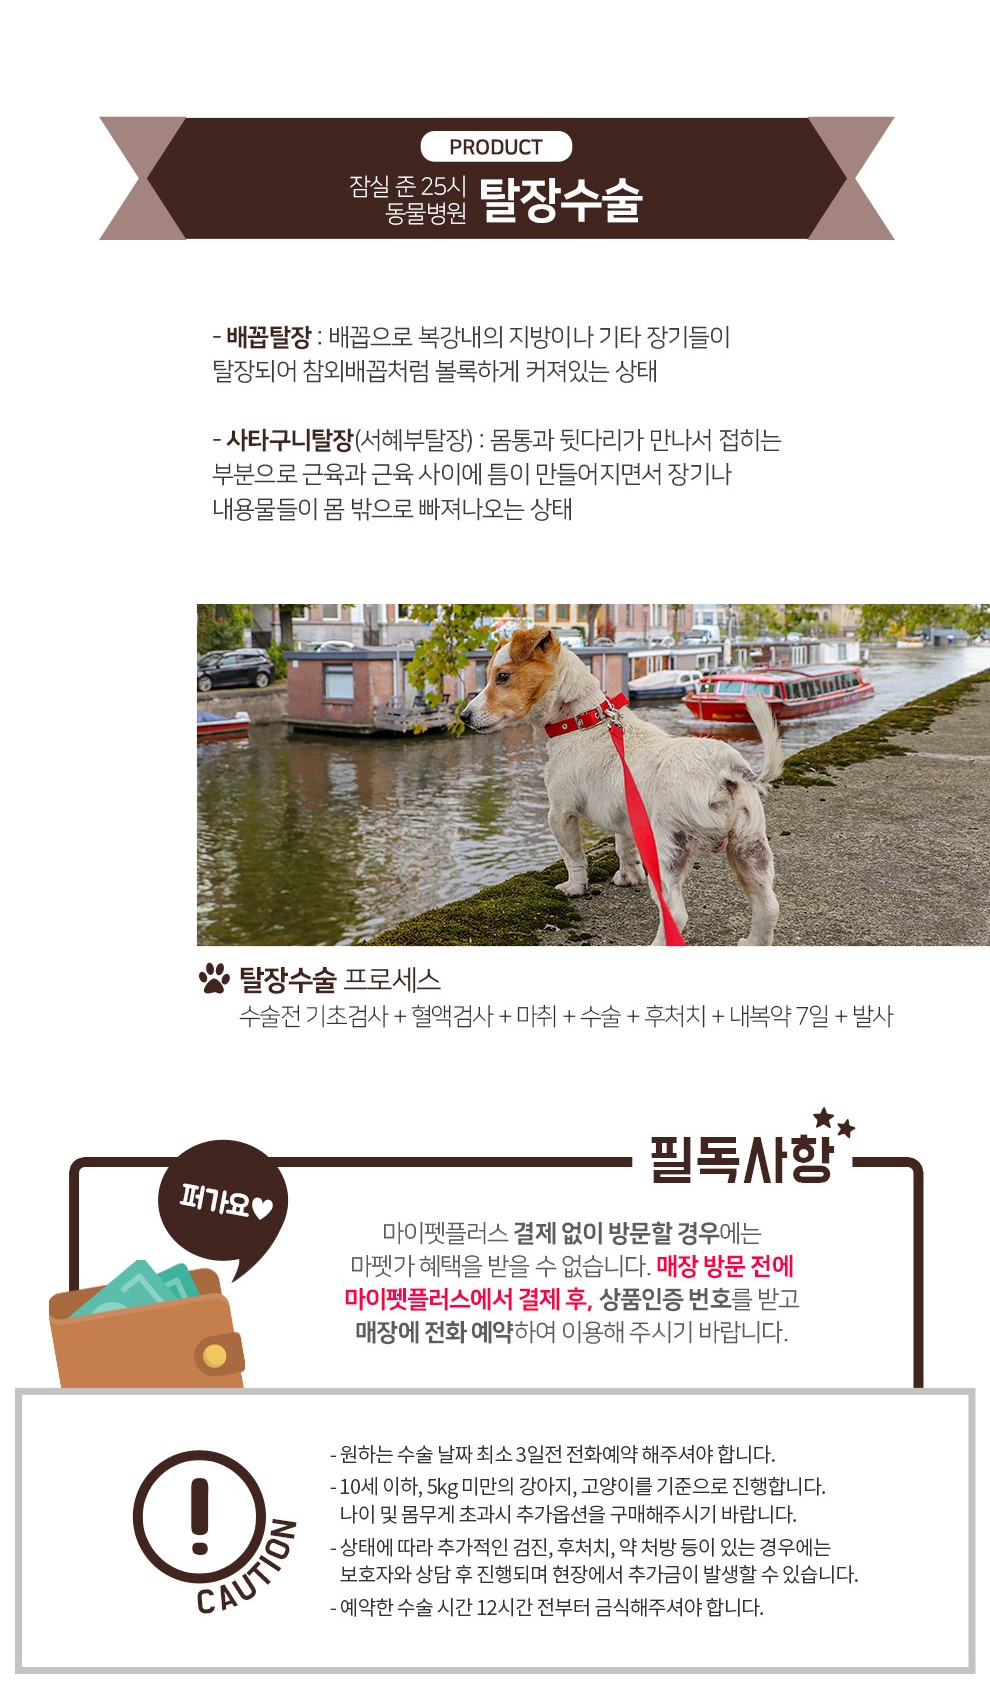 PRODUCT
잠실 준 25시
동물병원 탈장수술
- 배꼽탈장 : 배꼽으로 복강내의 지방이나 기타 장기들이
탈장되어 참외배꼽처럼 볼록하게 커져있는 상태
- 사타구니탈장(서혜부탈장) : 몸통과 뒷다리가 만나서 접히는
부분으로 근육과 근육 사이에 틈이 만들어지면서 장기나
내용물들이 몸 밖으로 빠져나오는 상태
탈장수술 프로세스
수술전 기초검사 + 혈액검사 + 마취 + 수술 + 후처치 + 내복약 7일 + 발사
필독사항
퍼가요♥
마이펫플러스 결제 없이 방문할 경우에는
마펫가 혜택을 받을 수 없습니다. 매장 방문 전에
마이펫플러스에서 결제 후, 상품인증 번호를 받고
매장에 전화 예약하여 이용해 주시기 바랍니다.
CAUTION
- 원하는 수술 날짜 최소 3일전 전화예약 해주셔야 합니다.
- 10세 이하, 5kg 미만의 강아지, 고양이를 기준으로 진행합니다.
나이 및 몸무게 초과시 추가옵션을 구매해주시기 바랍니다.
- 상태에 따라 추가적인 검진, 후처치, 약 처방 등이 있는 경우에는
보호자와 상담 후 진행되며 현장에서 추가금이 발생할 수 있습니다.
- 예약한 수술 시간 12시간 전부터 금식해주셔야 합니다.